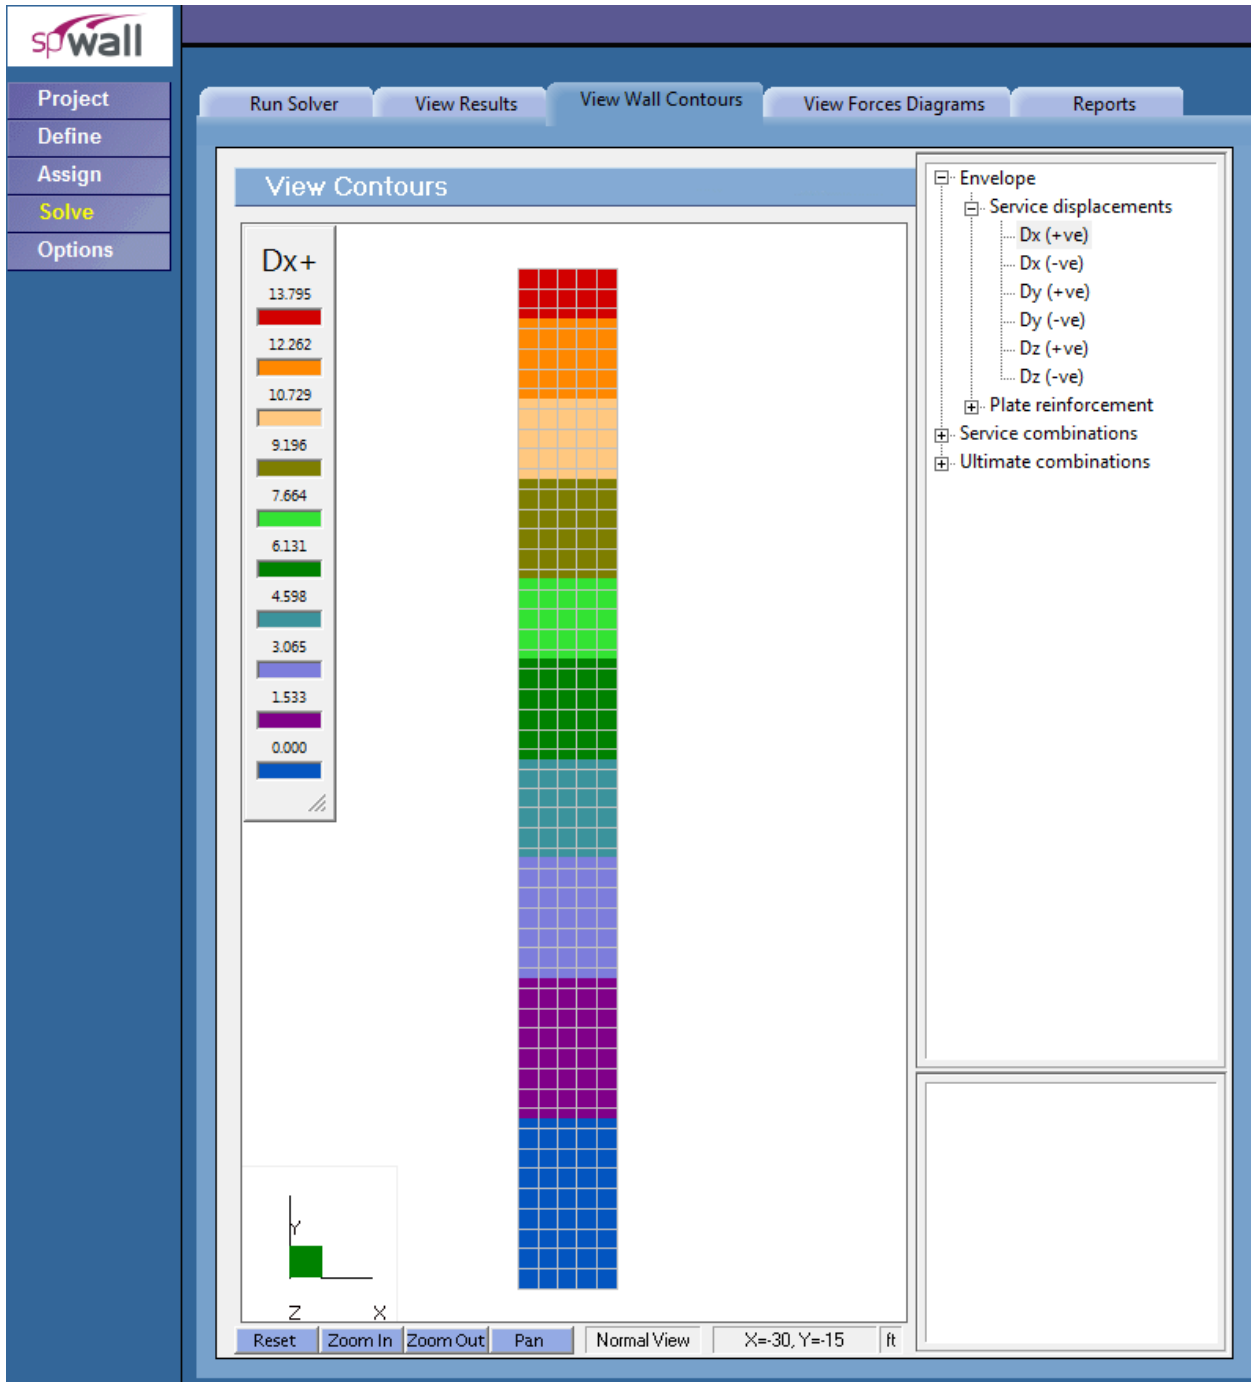 spwall
Project
Define
Assign
Solve
Options
Run Solver
View Results
View Wall Contours
View Forces Diagrams
Reports
View Contours
Dx+
13.795
12.262
10.729
9.196
7.664
6.131
4.598
3.065
1.533
0.000
Y
Z X
Envelope
Service displacements
Dx (+ve)
Dx (-ve)
Dy (+ve)
Dy (-ve)
Dz (+ve)
Dz (-ve)
Plate reinforcement
Service combinations
Ultimate combinations
Reset Zoom In Zoom Out Pan Normal View X=-30, Y=-15 ft